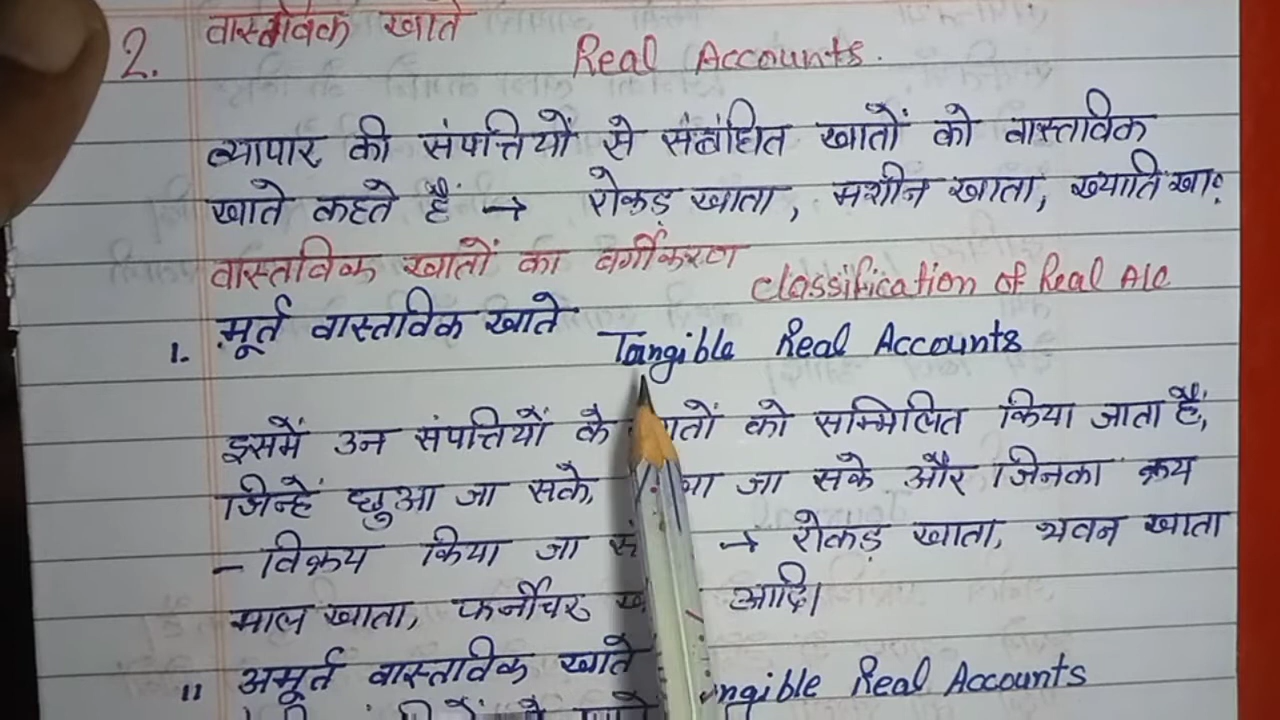 2. वास्तविक खाते Real Accounts.
व्यापार की संपत्तियों से संबंधित खातों को वास्तविक
खाते कहते हैं → रोकड़ खाता, मशीन खाता, ख्याति खा०
वास्तविक खातों का वर्गीकरण Classification of Real A/c
1. मूर्त वास्तविक खाते Tangible Real Accounts
इसमें उन संपत्तियों के को सम्मिलित किया जाता है,
जिन्हें छुआ जा सके, जा सके और जिनका क्रय
- विक्रय किया जा → रोकड़ खाता, भवन खाता
माल खाता, फर्नीचर आदि।
11 अमूर्त वास्तविक खाते Real Accounts